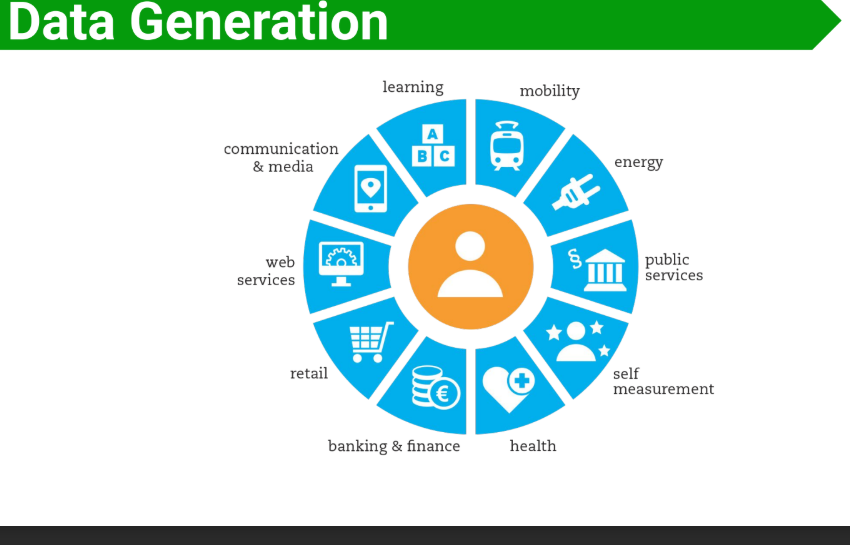 Data Generation
learning
mobility
communication
& media
energy
A
B C
web
services
public
services
§
retail
self
measurement
€
banking & finance
health